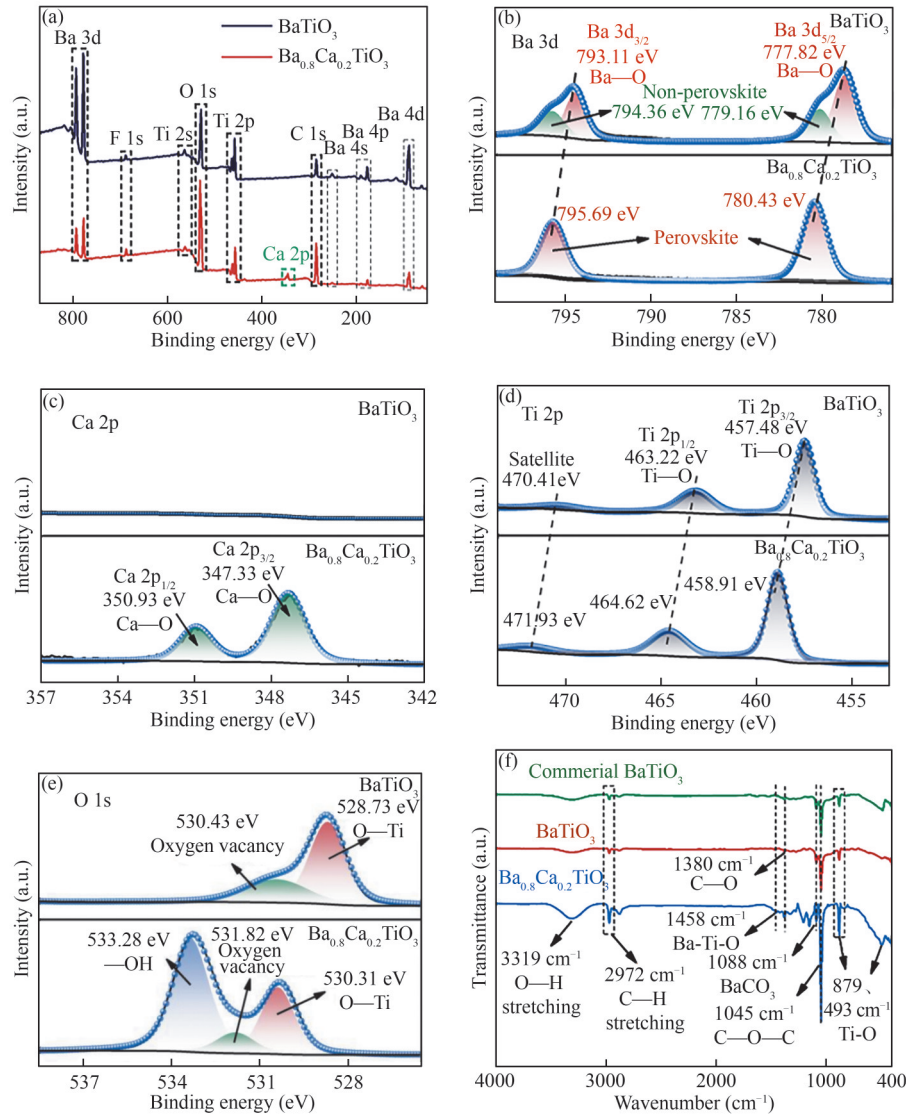 (a)
BaTiO₃
Ba₀.₈Ca₀.₂TiO₃
Ba 3d
F 1s
Ti 2s
O 1s
Ti 2p
Ca 2p
C 1s
Ba 4s
Ba 4p
Ba 4d
Intensity (a.u.)
800 600 400 200
Binding energy (eV)
(b)
Ba 3d
Ba 3d₃/₂
793.11 eV
Ba—O
Ba 3d₅/₂
777.82 eV
Ba—O
BaTiO₃
Non-perovskite
794.36 eV 779.16 eV
Ba₀.₈Ca₀.₂TiO₃
795.69 eV
780.43 eV
Perovskite
Intensity (a.u.)
795 790 785 780
Binding energy (eV)
(c)
Ca 2p
BaTiO₃
Ba₀.₈Ca₀.₂TiO₃
Ca 2p₁/₂
350.93 eV
Ca—O
Ca 2p₃/₂
347.33 eV
Ca—O
Intensity (a.u.)
357 354 351 348 345 342
Binding energy (eV)
(d)
Ti 2p
BaTiO₃
Satellite
470.41eV
Ti 2p₁/₂
463.22 eV
Ti—O
Ti 2p₃/₂
457.48 eV
Ti—O
Ba₀.₈Ca₀.₂TiO₃
471.93 eV
464.62 eV
458.91 eV
Intensity (a.u.)
470 465 460 455
Binding energy (eV)
(e)
O 1s
BaTiO₃
528.73 eV
O—Ti
530.43 eV
Oxygen vacancy
Ba₀.₈Ca₀.₂TiO₃
533.28 eV
—OH
531.82 eV
Oxygen
vacancy
530.31 eV
O—Ti
Intensity (a.u.)
537 534 531 528
Binding energy (eV)
(f)
Commerial BaTiO₃
BaTiO₃
Ba₀.₈Ca₀.₂TiO₃
1380 cm⁻¹
C—O
3319 cm⁻¹
O—H
stretching
2972 cm⁻¹
C—H
stretching
1458 cm⁻¹
Ba-Ti-O
1088 cm⁻¹
BaCO₃
1045 cm⁻¹
C—O—C
879、
493 cm⁻¹
Ti-O
Transmittance (a.u.)
4000 3000 2000 1000 400
Wavenumber (cm⁻¹)